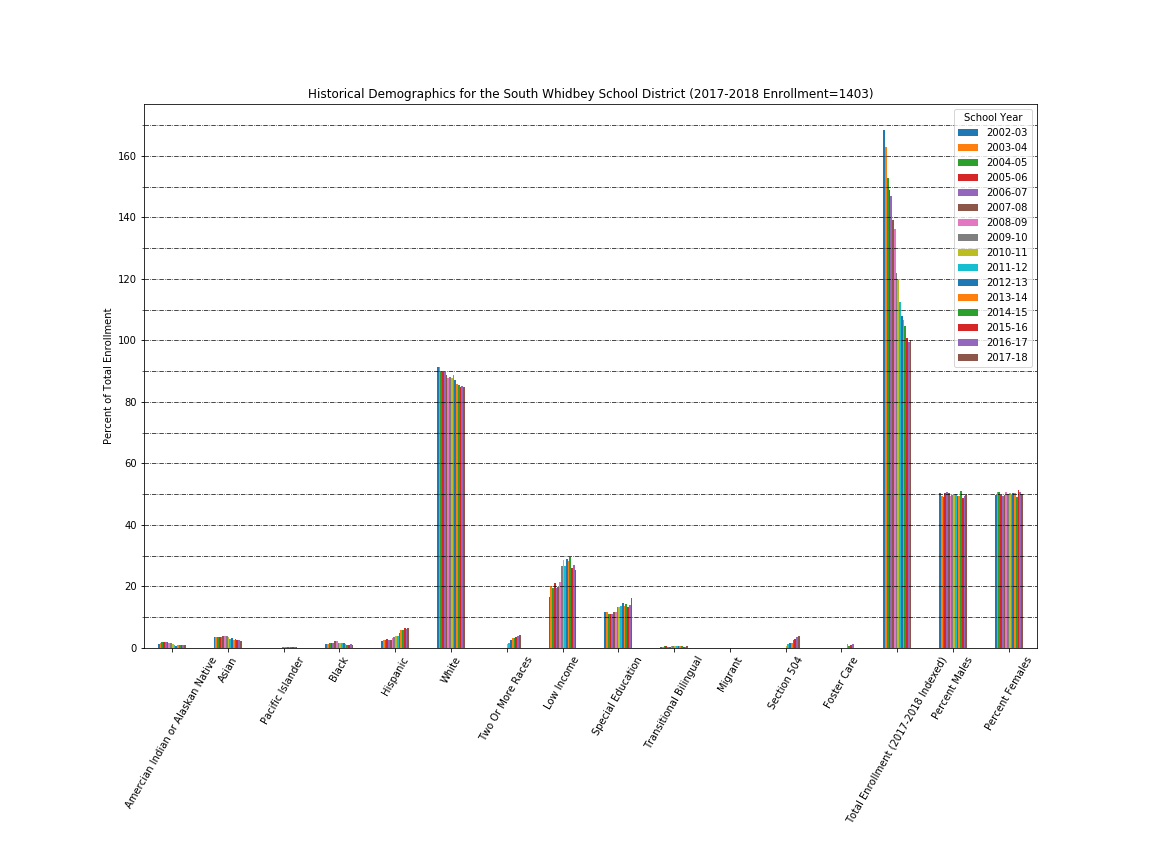 Historical Demographics for the South Whidbey School District (2017-2018 Enrollment=1403)
Percent of Total Enrollment
160
140
120
100
80
60
40
20
0
School Year
2002-03
2003-04
2004-05
2005-06
2006-07
2007-08
2008-09
2009-10
2010-11
2011-12
2012-13
2013-14
2014-15
2015-16
2016-17
2017-18
Amercian Indian or Alaskan Native
Asian
Pacific Islander
Black
Hispanic
White
Two Or More Races
Low Income
Special Education
Transitional Bilingual
Migrant
Section 504
Foster Care
Total Enrollment (2017-2018 Indexed)
Percent Males
Percent Females